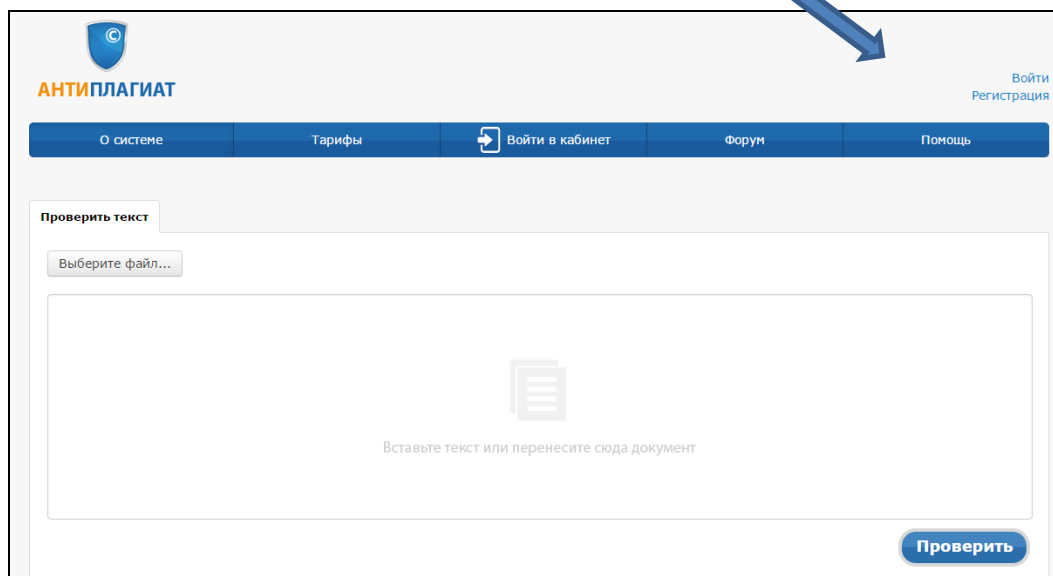 ©
АНТИПЛАГИАТ
Войти
Регистрация
О системе Тарифы Войти в кабинет Форум Помощь
Проверить текст
Выберите файл...
Вставьте текст или перенесите сюда документ
Проверить